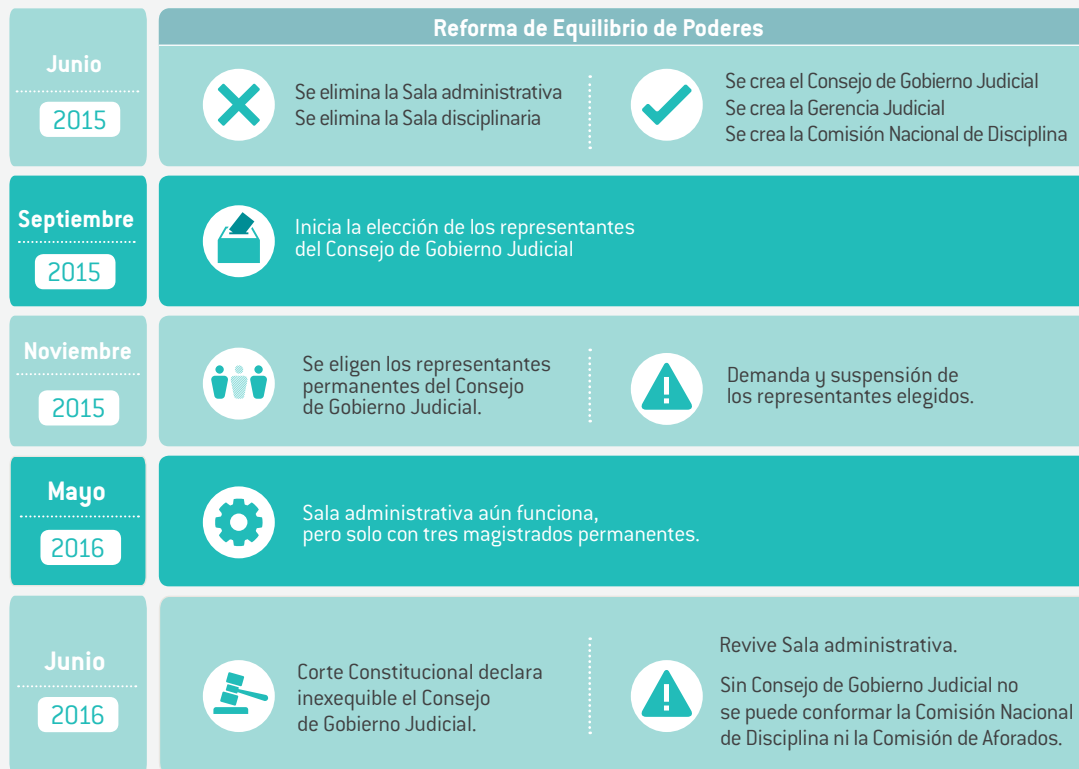 Reforma de Equilibrio de Poderes
Junio
2015
Se elimina la Sala administrativa
Se elimina la Sala disciplinaria
Se crea el Consejo de Gobierno Judicial
Se crea la Gerencia Judicial
Se crea la Comisión Nacional de Disciplina
Septiembre
2015
Inicia la elección de los representantes
del Consejo de Gobierno Judicial
Noviembre
2015
Se eligen los representantes
permanentes del Consejo
de Gobierno Judicial.
Demanda y suspensión de
los representantes elegidos.
Mayo
2016
Sala administrativa aún funciona,
pero solo con tres magistrados permanentes.
Junio
2016
Corte Constitucional declara
inexequible el Consejo
de Gobierno Judicial.
Revive Sala administrativa.
Sin Consejo de Gobierno Judicial no
se puede conformar la Comisión Nacional
de Disciplina ni la Comisión de Aforados.